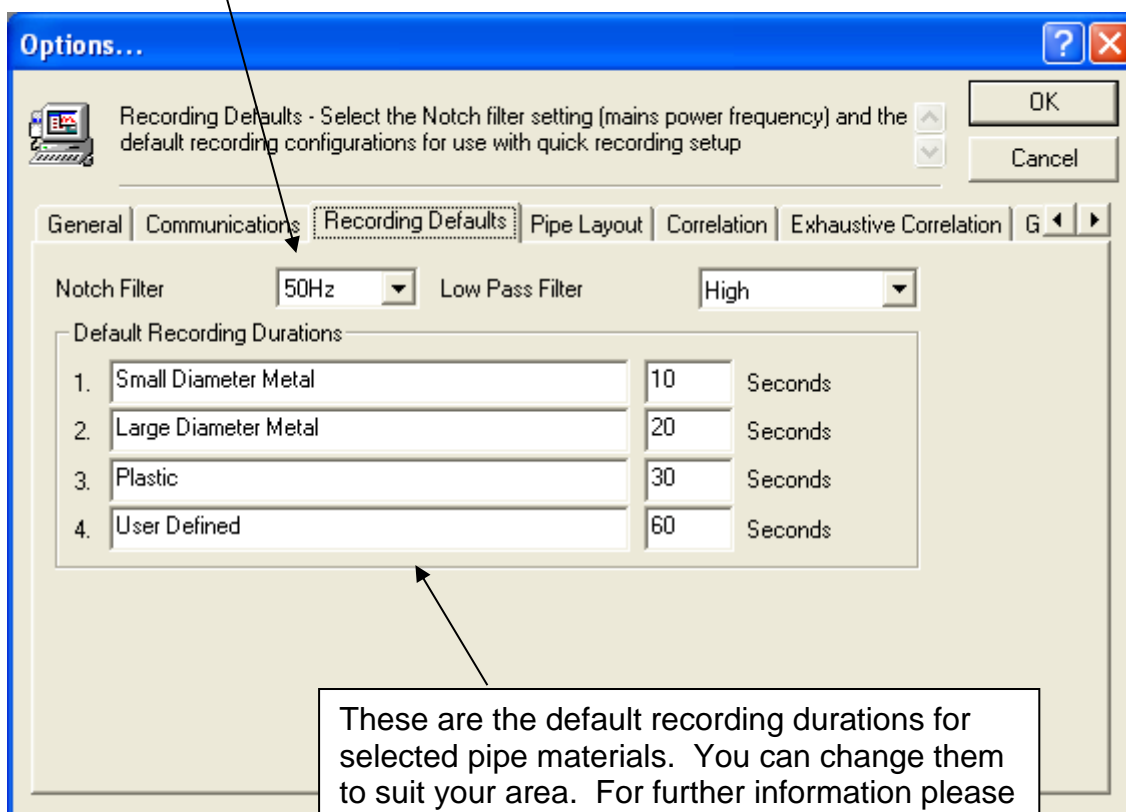 Options...
Recording Defaults - Select the Notch filter setting (mains power frequency) and the
default recording configurations for use with quick recording setup
OK
Cancel
General Communications Recording Defaults Pipe Layout Correlation Exhaustive Correlation G
Notch Filter 50Hz Low Pass Filter High
Default Recording Durations
1. Small Diameter Metal 10 Seconds
2. Large Diameter Metal 20 Seconds
3. Plastic 30 Seconds
4. User Defined 60 Seconds
These are the default recording durations for
selected pipe materials. You can change them
to suit your area. For further information please